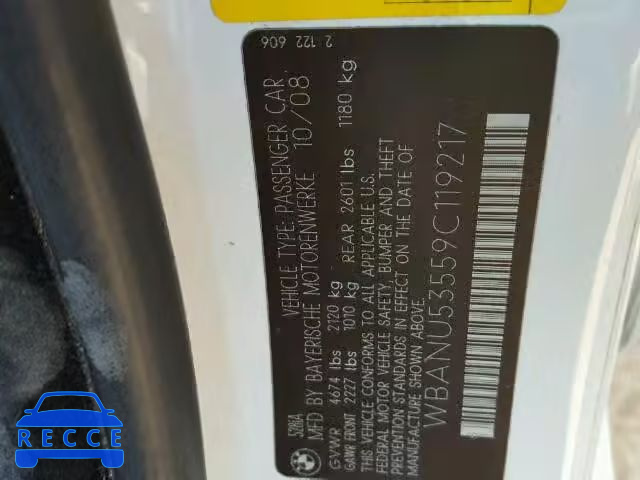 2 122 606
528iA
VEHICLE TYPE: PASSENGER CAR
MFD BY BAYERISCHE MOTORENWERKE 10/08
GVWR 4674 lbs 2120 kg
GAWR FRONT 2227 lbs 1010 kg REAR 2601 lbs 1180 kg
THIS VEHICLE CONFORMS TO ALL APPLICABLE U.S.
FEDERAL MOTOR VEHICLE SAFETY, BUMPER AND THEFT
PREVENTION STANDARDS IN EFFECT ON THE DATE OF
MANUFACTURE SHOWN ABOVE.
WBANU53559C119217
RECCE